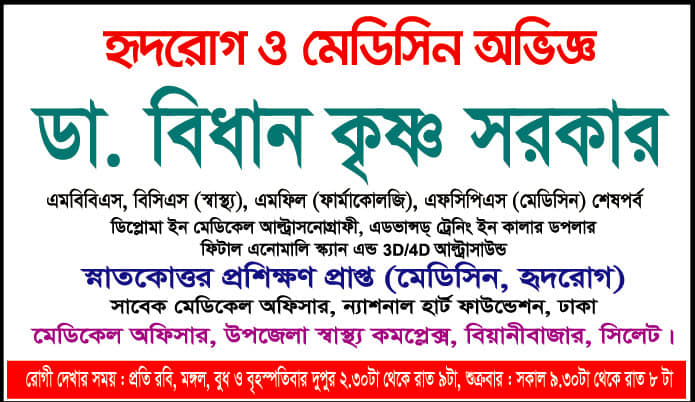 হৃদরোগ ও মেডিসিন অভিজ্ঞ
ডা. বিধান কৃষ্ণ সরকার
এমবিবিএস, বিসিএস (স্বাস্থ্য), এমফিল (ফার্মাকোলজি), এফসিপিএস (মেডিসিন) শেষপর্ব
ডিপ্লোমা ইন মেডিকেল আল্ট্রাসনোগ্রাফী, এডভান্সড্ ট্রেনিং ইন কালার ডপলার
ফিটাল এনোমালি স্ক্যান এন্ড 3D/4D আল্ট্রাসাউন্ড
স্নাতকোত্তর প্রশিক্ষণ প্রাপ্ত (মেডিসিন, হৃদরোগ)
সাবেক মেডিকেল অফিসার, ন্যাশনাল হার্ট ফাউন্ডেশন, ঢাকা
মেডিকেল অফিসার, উপজেলা স্বাস্থ্য কমপ্লেক্স, বিয়ানীবাজার, সিলেট।
রোগী দেখার সময় : প্রতি রবি, মঙ্গল, বুধ ও বৃহস্পতিবার দুপুর ২.৩০টা থেকে রাত ৯টা, শুক্রবার : সকাল ৯.৩০টা থেকে রাত ৮ টা